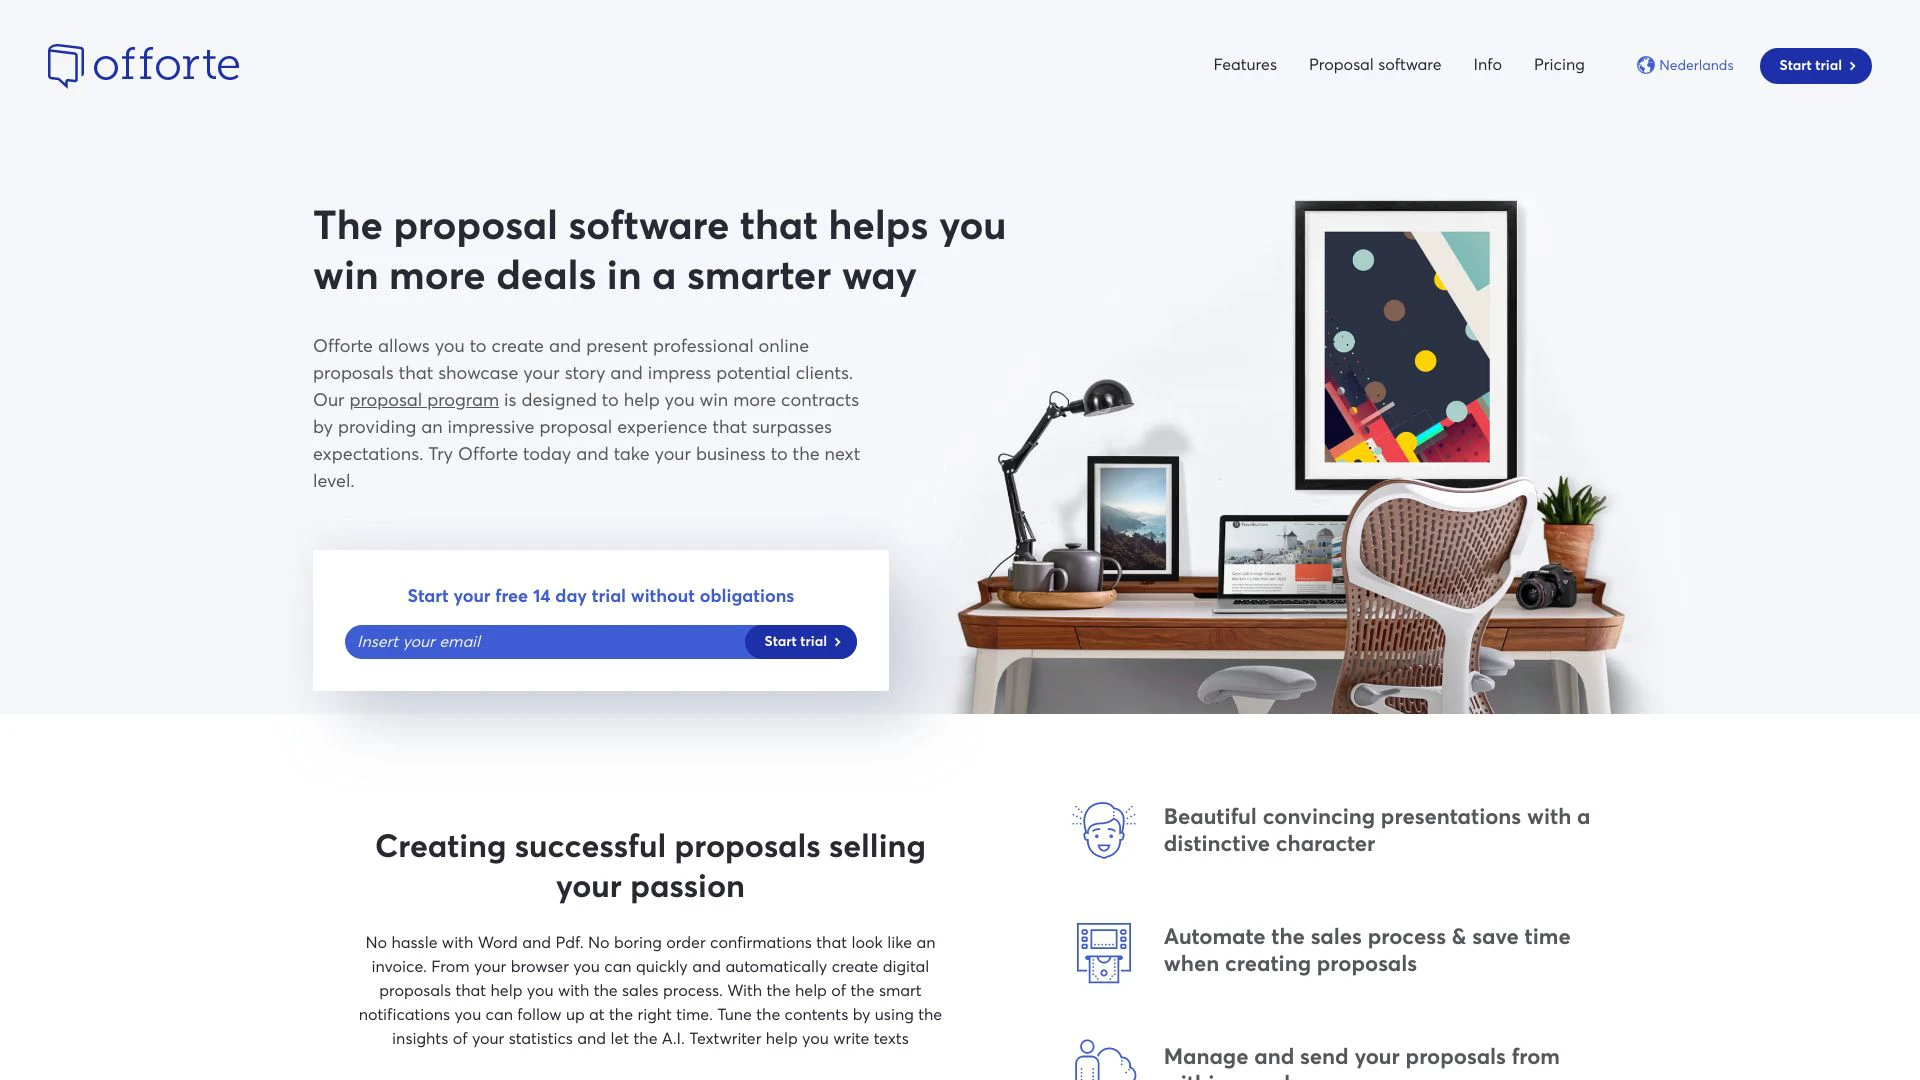 offorte
Features
Proposal software
Info
Pricing
Nederlands
Start trial
The proposal software that helps you
win more deals in a smarter way
Offorte allows you to create and present professional online
proposals that showcase your story and impress potential clients.
Our proposal program is designed to help you win more contracts
by providing an impressive proposal experience that surpasses
expectations. Try Offorte today and take your business to the next
level.
Start your free 14 day trial without obligations
Insert your email
Start trial
Creating successful proposals selling
your passion
No hassle with Word and Pdf. No boring order confirmations that look like an
invoice. From your browser you can quickly and automatically create digital
proposals that help you with the sales process. With the help of the smart
notifications you can follow up at the right time. Tune the contents by using the
insights of your statistics and let the A.I. Textwriter help you write texts
Beautiful convincing presentations with a
distinctive character
Automate the sales process & save time
when creating proposals
Manage and send your proposals from